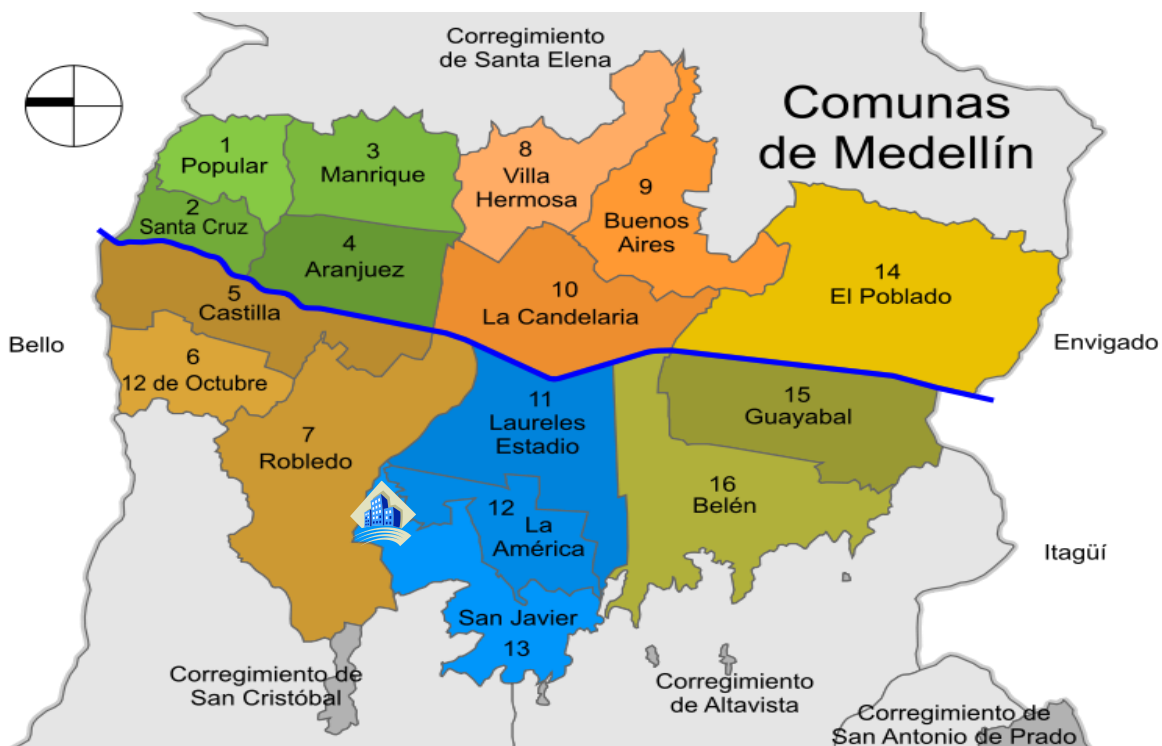 Corregimiento
de Santa Elena
Comunas
de Medellín
1
Popular
3
Manrique
8
Villa
Hermosa
9
Buenos
Aires
2
Santa Cruz
4
Aranjuez
14
El Poblado
5
Castilla
10
La Candelaria
Bello
Envigado
6
12 de Octubre
11
Laureles
Estadio
15
Guayabal
7
Robledo
16
Belén
12
La
América
Itagüí
San Javier
13
Corregimiento de
San Cristóbal
Corregimiento
de Altavista
Corregimiento de
San Antonio de Prado